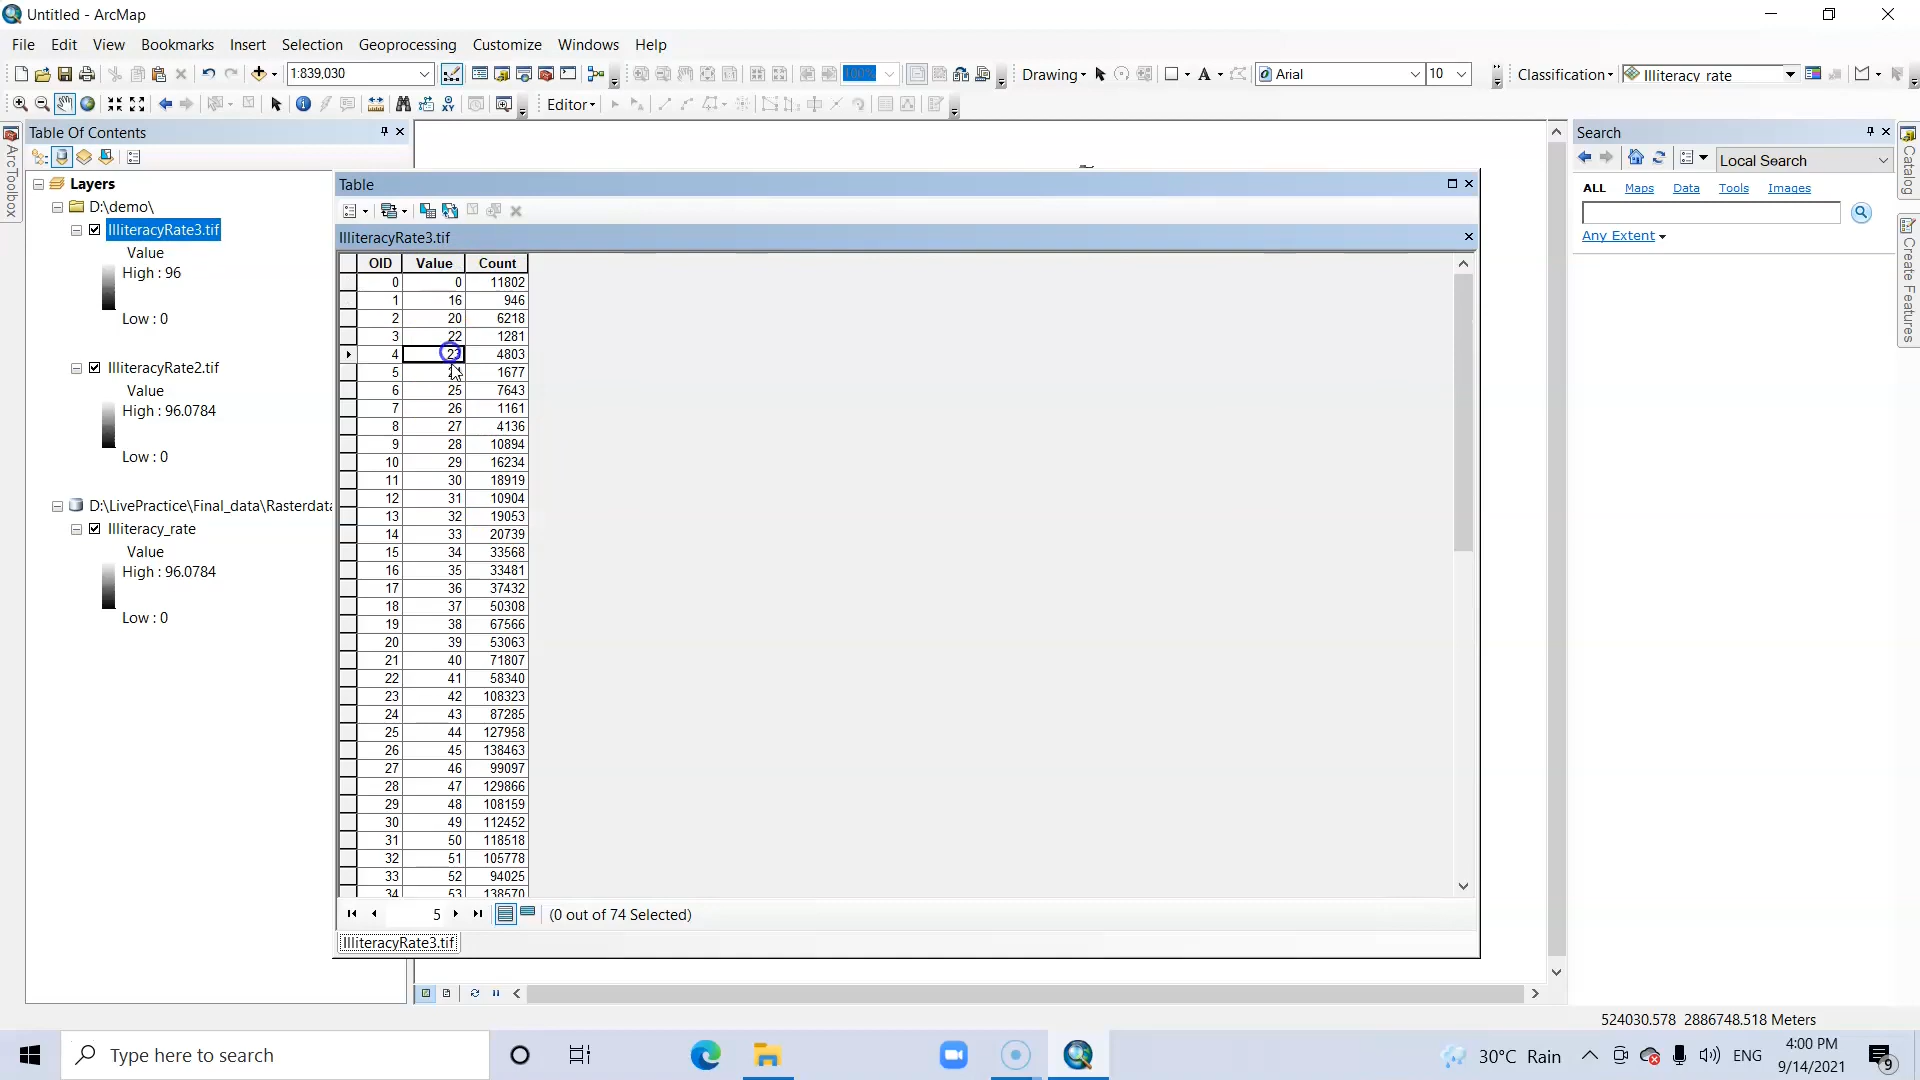 Untitled - ArcMap
File Edit View Bookmarks Insert Selection Geoprocessing Customize Windows Help
1:839,030 100% Drawing Arial 10 Classification Illiteracy_rate
Editor
Table Of Contents
ArcToolbox
Layers
D:\demo\
IlliteracyRate3.tif
Value
High : 96
Low : 0
IlliteracyRate2.tif
Value
High : 96.0784
Low : 0
D:\LivePractice\Final_data\Rasterdata
Illiteracy_rate
Value
High : 96.0784
Low : 0
Table
IlliteracyRate3.tif
OID Value Count
0 0 11802
1 16 946
2 20 6218
3 22 1281
4 23 4803
5 1677
6 25 7643
7 26 1161
8 27 4136
9 28 10894
10 29 16234
11 30 18919
12 31 10904
13 32 19053
14 33 20739
15 34 33568
16 35 33481
17 36 37432
18 37 50308
19 38 67566
20 39 53063
21 40 71807
22 41 58340
23 42 108323
24 43 87285
25 44 127958
26 45 138463
27 46 99097
28 47 129866
29 48 108159
30 49 112452
31 50 118518
32 51 105778
33 52 94025
34 53 138570
5 (0 out of 74 Selected)
IlliteracyRate3.tif
Search
Local Search
ALL Maps Data Tools Images
Any Extent
Catalog
Create Features
524030.578 2886748.518 Meters
Type here to search
30°C Rain
ENG
4:00 PM
9/14/2021
9